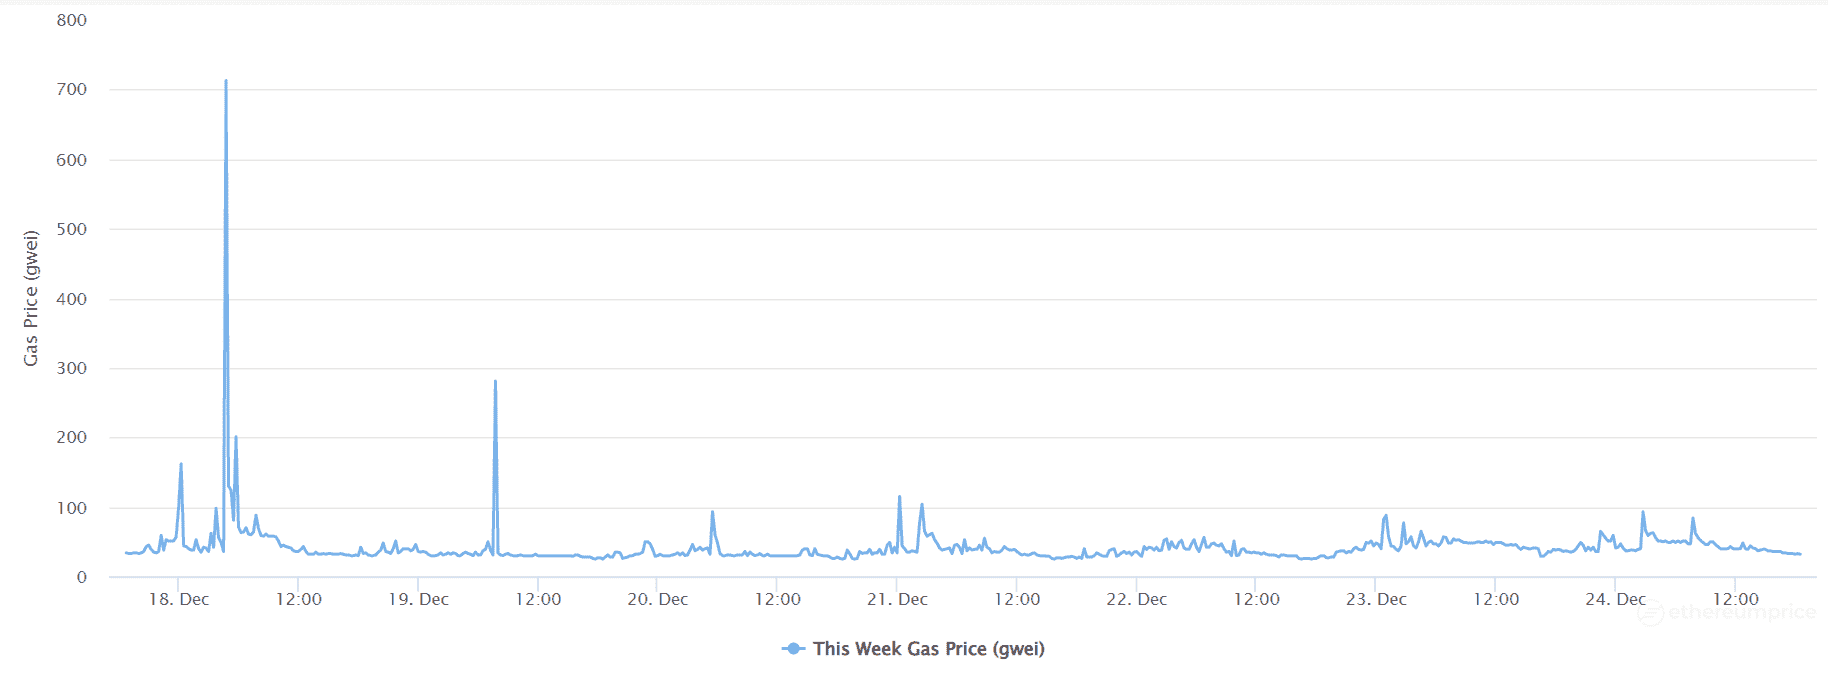 800
700
600
500
400
300
200
100
0
Gas Price (gwei)
18. Dec 12:00 19. Dec 12:00 20. Dec 12:00 21. Dec 12:00 22. Dec 12:00 23. Dec 12:00 24. Dec 12:00
ethereumprice
This Week Gas Price (gwei)